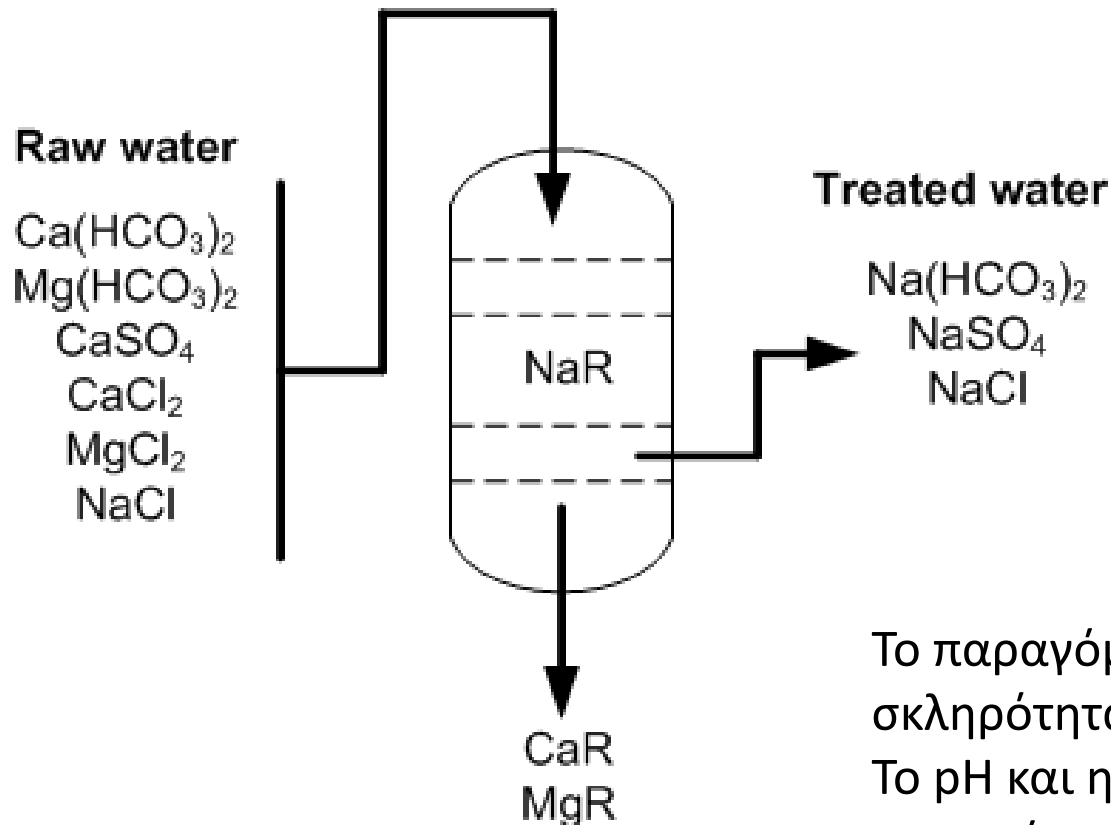 Raw water
Ca(HCO₃)₂
Mg(HCO₃)₂
CaSO₄
CaCl₂
MgCl₂
NaCl
NaR
Treated water
Na(HCO₃)₂
NaSO₄
NaCl
CaR
MgR
Το
σκληρότητα
Το pH και η